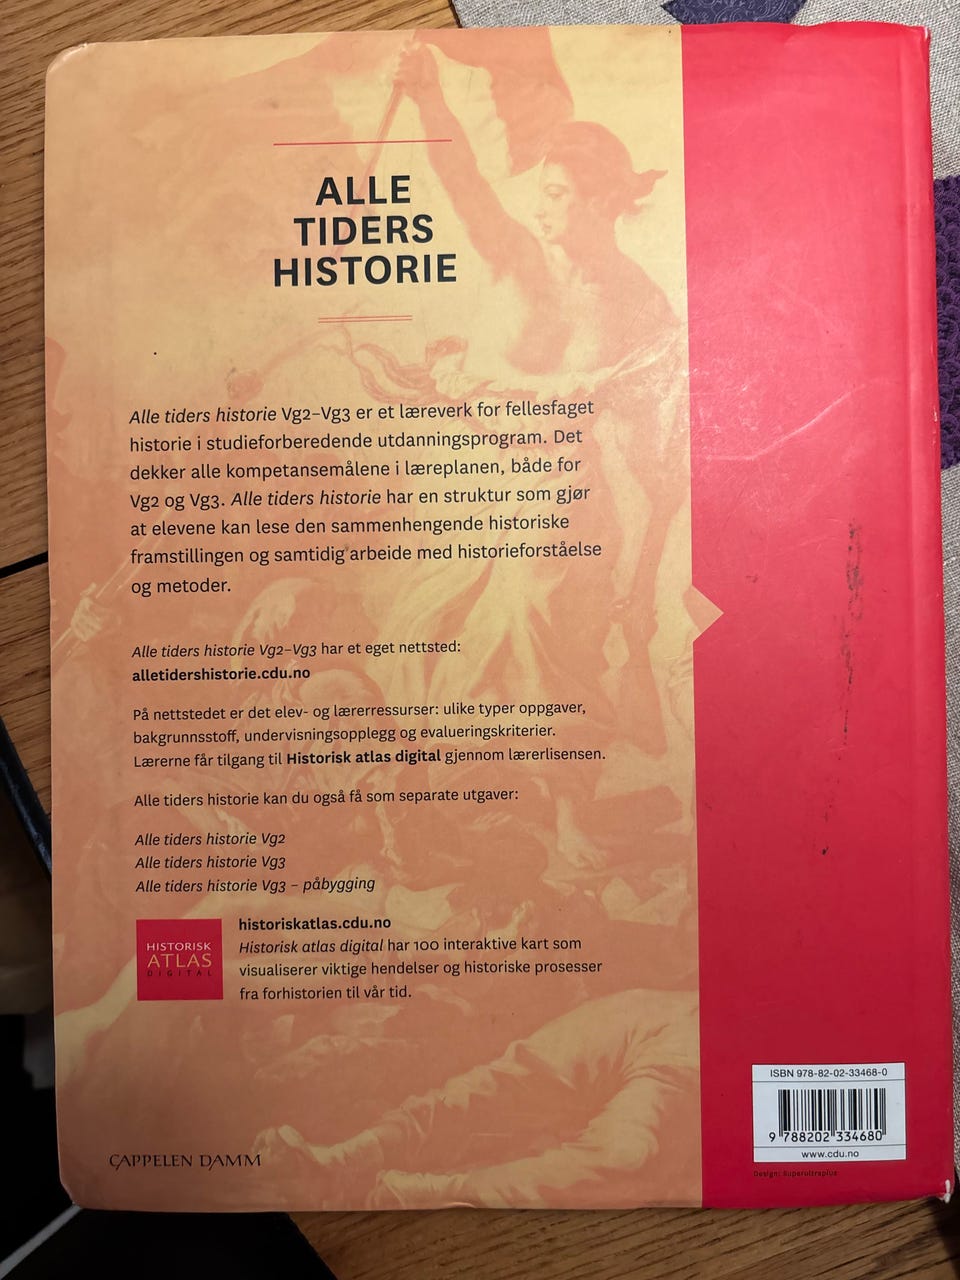 ALLE
TIDERS
HISTORIE
Alle tiders historie Vg2–Vg3 er et læreverk for fellesfaget
historie i studieforberedende utdanningsprogram. Det
dekker alle kompetansemålene i læreplanen, både for
Vg2 og Vg3. Alle tiders historie har en struktur som gjør
at elevene kan lese den sammenhengende historiske
framstillingen og samtidig arbeide med historieforståelse
og metoder.
Alle tiders historie Vg2–Vg3 har et eget nettsted:
alletidershistorie.cdu.no
På nettstedet er det elev- og lærerressurser: ulike typer oppgaver,
bakgrunnsstoff, undervisningsopplegg og evalueringskriterier.
Lærerne får tilgang til Historisk atlas digital gjennom lærerlisensen.
Alle tiders historie kan du også få som separate utgaver:
Alle tiders historie Vg2
Alle tiders historie Vg3
Alle tiders historie Vg3 – påbygging
HISTORISK
ATLAS
DIGITAL
historiskatlas.cdu.no
Historisk atlas digital har 100 interaktive kart som
visualiserer viktige hendelser og historiske prosesser
fra forhistorien til vår tid.
CAPPELEN DAMM
ISBN 978-82-02-33468-0
9 788202 334680
www.cdu.no
Design: Superultraplus